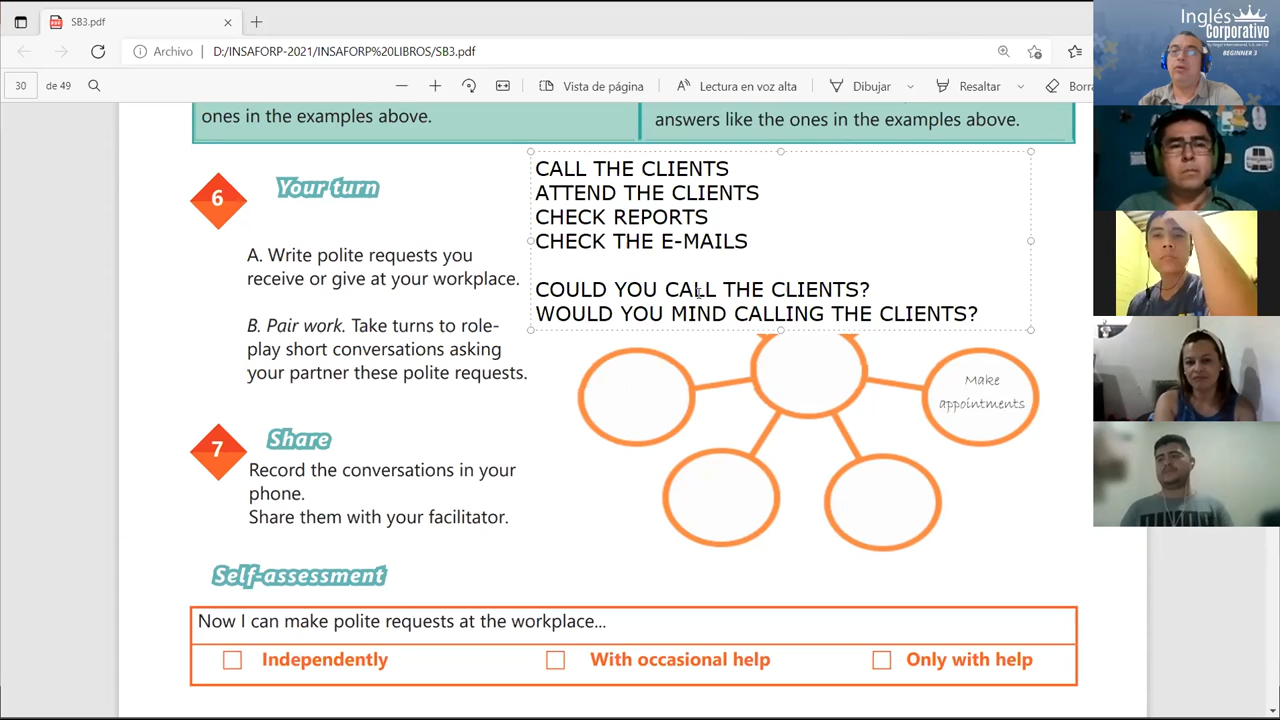 SB3.pdf
Archivo
D:/INSAFORP-2021/INSAFORP%20LIBROS/SB3.pdf
30
de 49
Vista de página
Lectura en voz alta
Dibujar
Resaltar
Borra
ones in the examples above.
answers like the ones in the examples above.
6
Your turn
A. Write polite requests you
receive or give at your workplace.
B. Pair work. Take turns to role-
play short conversations asking
your partner these polite requests.
CALL THE CLIENTS
ATTEND THE CLIENTS
CHECK REPORTS
CHECK THE E-MAILS
COULD YOU CALL THE CLIENTS?
WOULD YOU MIND CALLING THE CLIENTS?
Make
appointments
7
Share
Record the conversations in your
phone.
Share them with your facilitator.
Self-assessment
Now I can make polite requests at the workplace...
Independently
With occasional help
Only with help
Inglés
Corporativo
BEGINNER 3